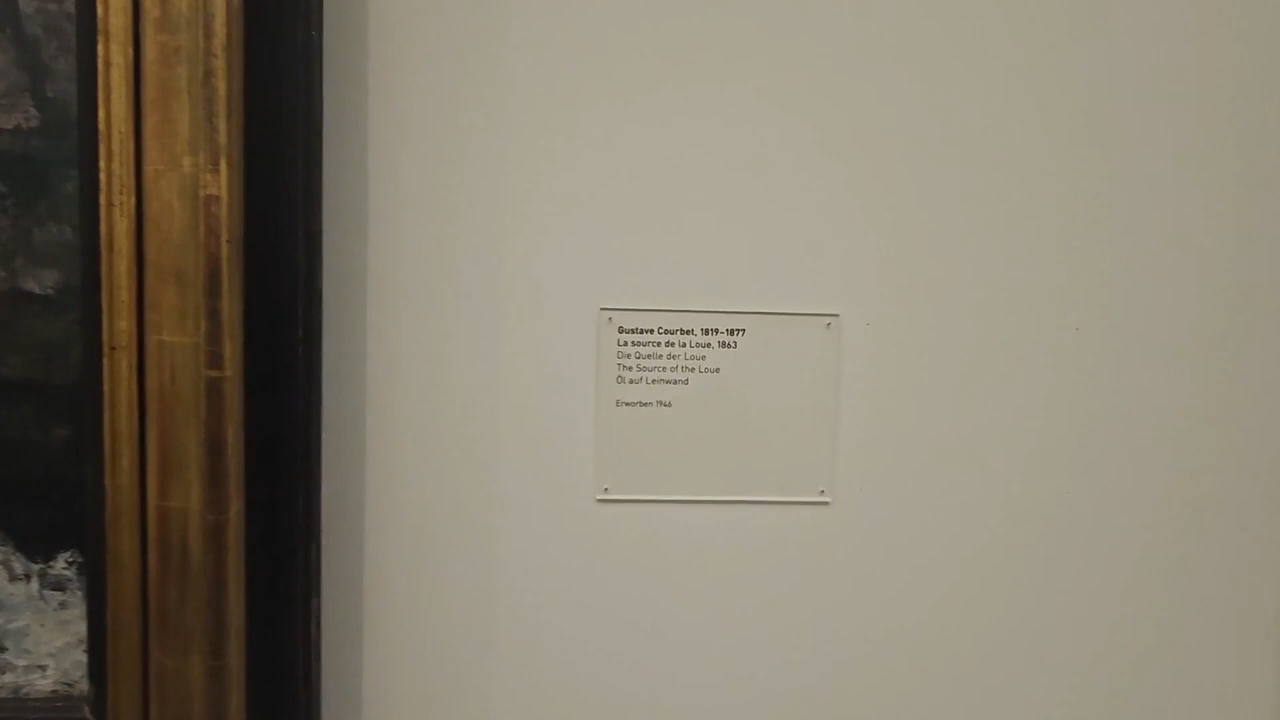 Gustave Courbet, 1819–1877
La source de la Loue, 1863
Die Quelle der Loue
The Source of the Loue
Öl auf Leinwand
Erworben 1946